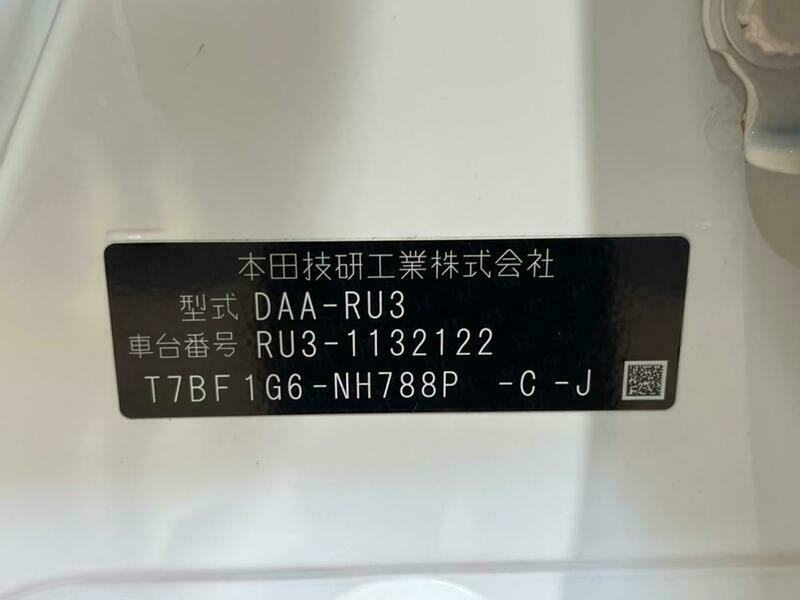 本田技研工業株式会社
型式 DAA-RU3
車台番号 RU3-1132122
T7BF1G6-NH788P -C-J